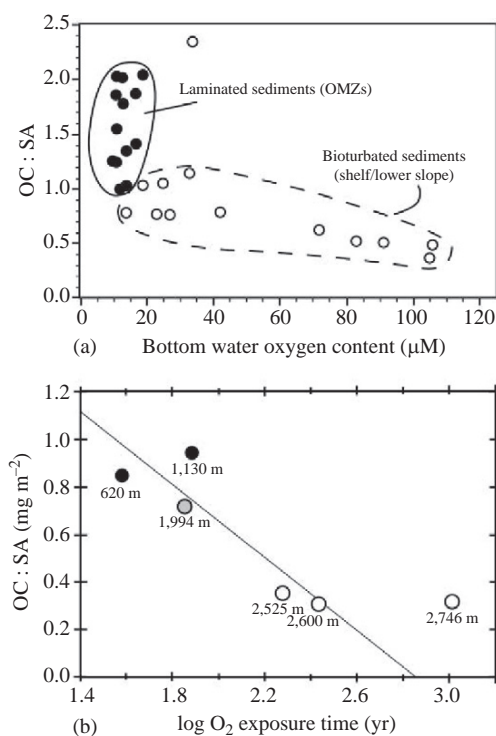 2.5
2.0
1.5
1.0
0.5
0.0
OC : SA
Laminated sediments (OMZs)
Bioturbated sediments
(shelf/lower slope)
0 20 40 60 80 100 120
(a) Bottom water oxygen content (μM)
1.2
1.0
0.8
0.6
0.4
0.2
0.0
OC : SA (mg m⁻²)
1,130 m
620 m
1,994 m
2,525 m
2,600 m
2,746 m
1.4 1.8 2.2 2.6 3.0
(b) log O₂ exposure time (yr)